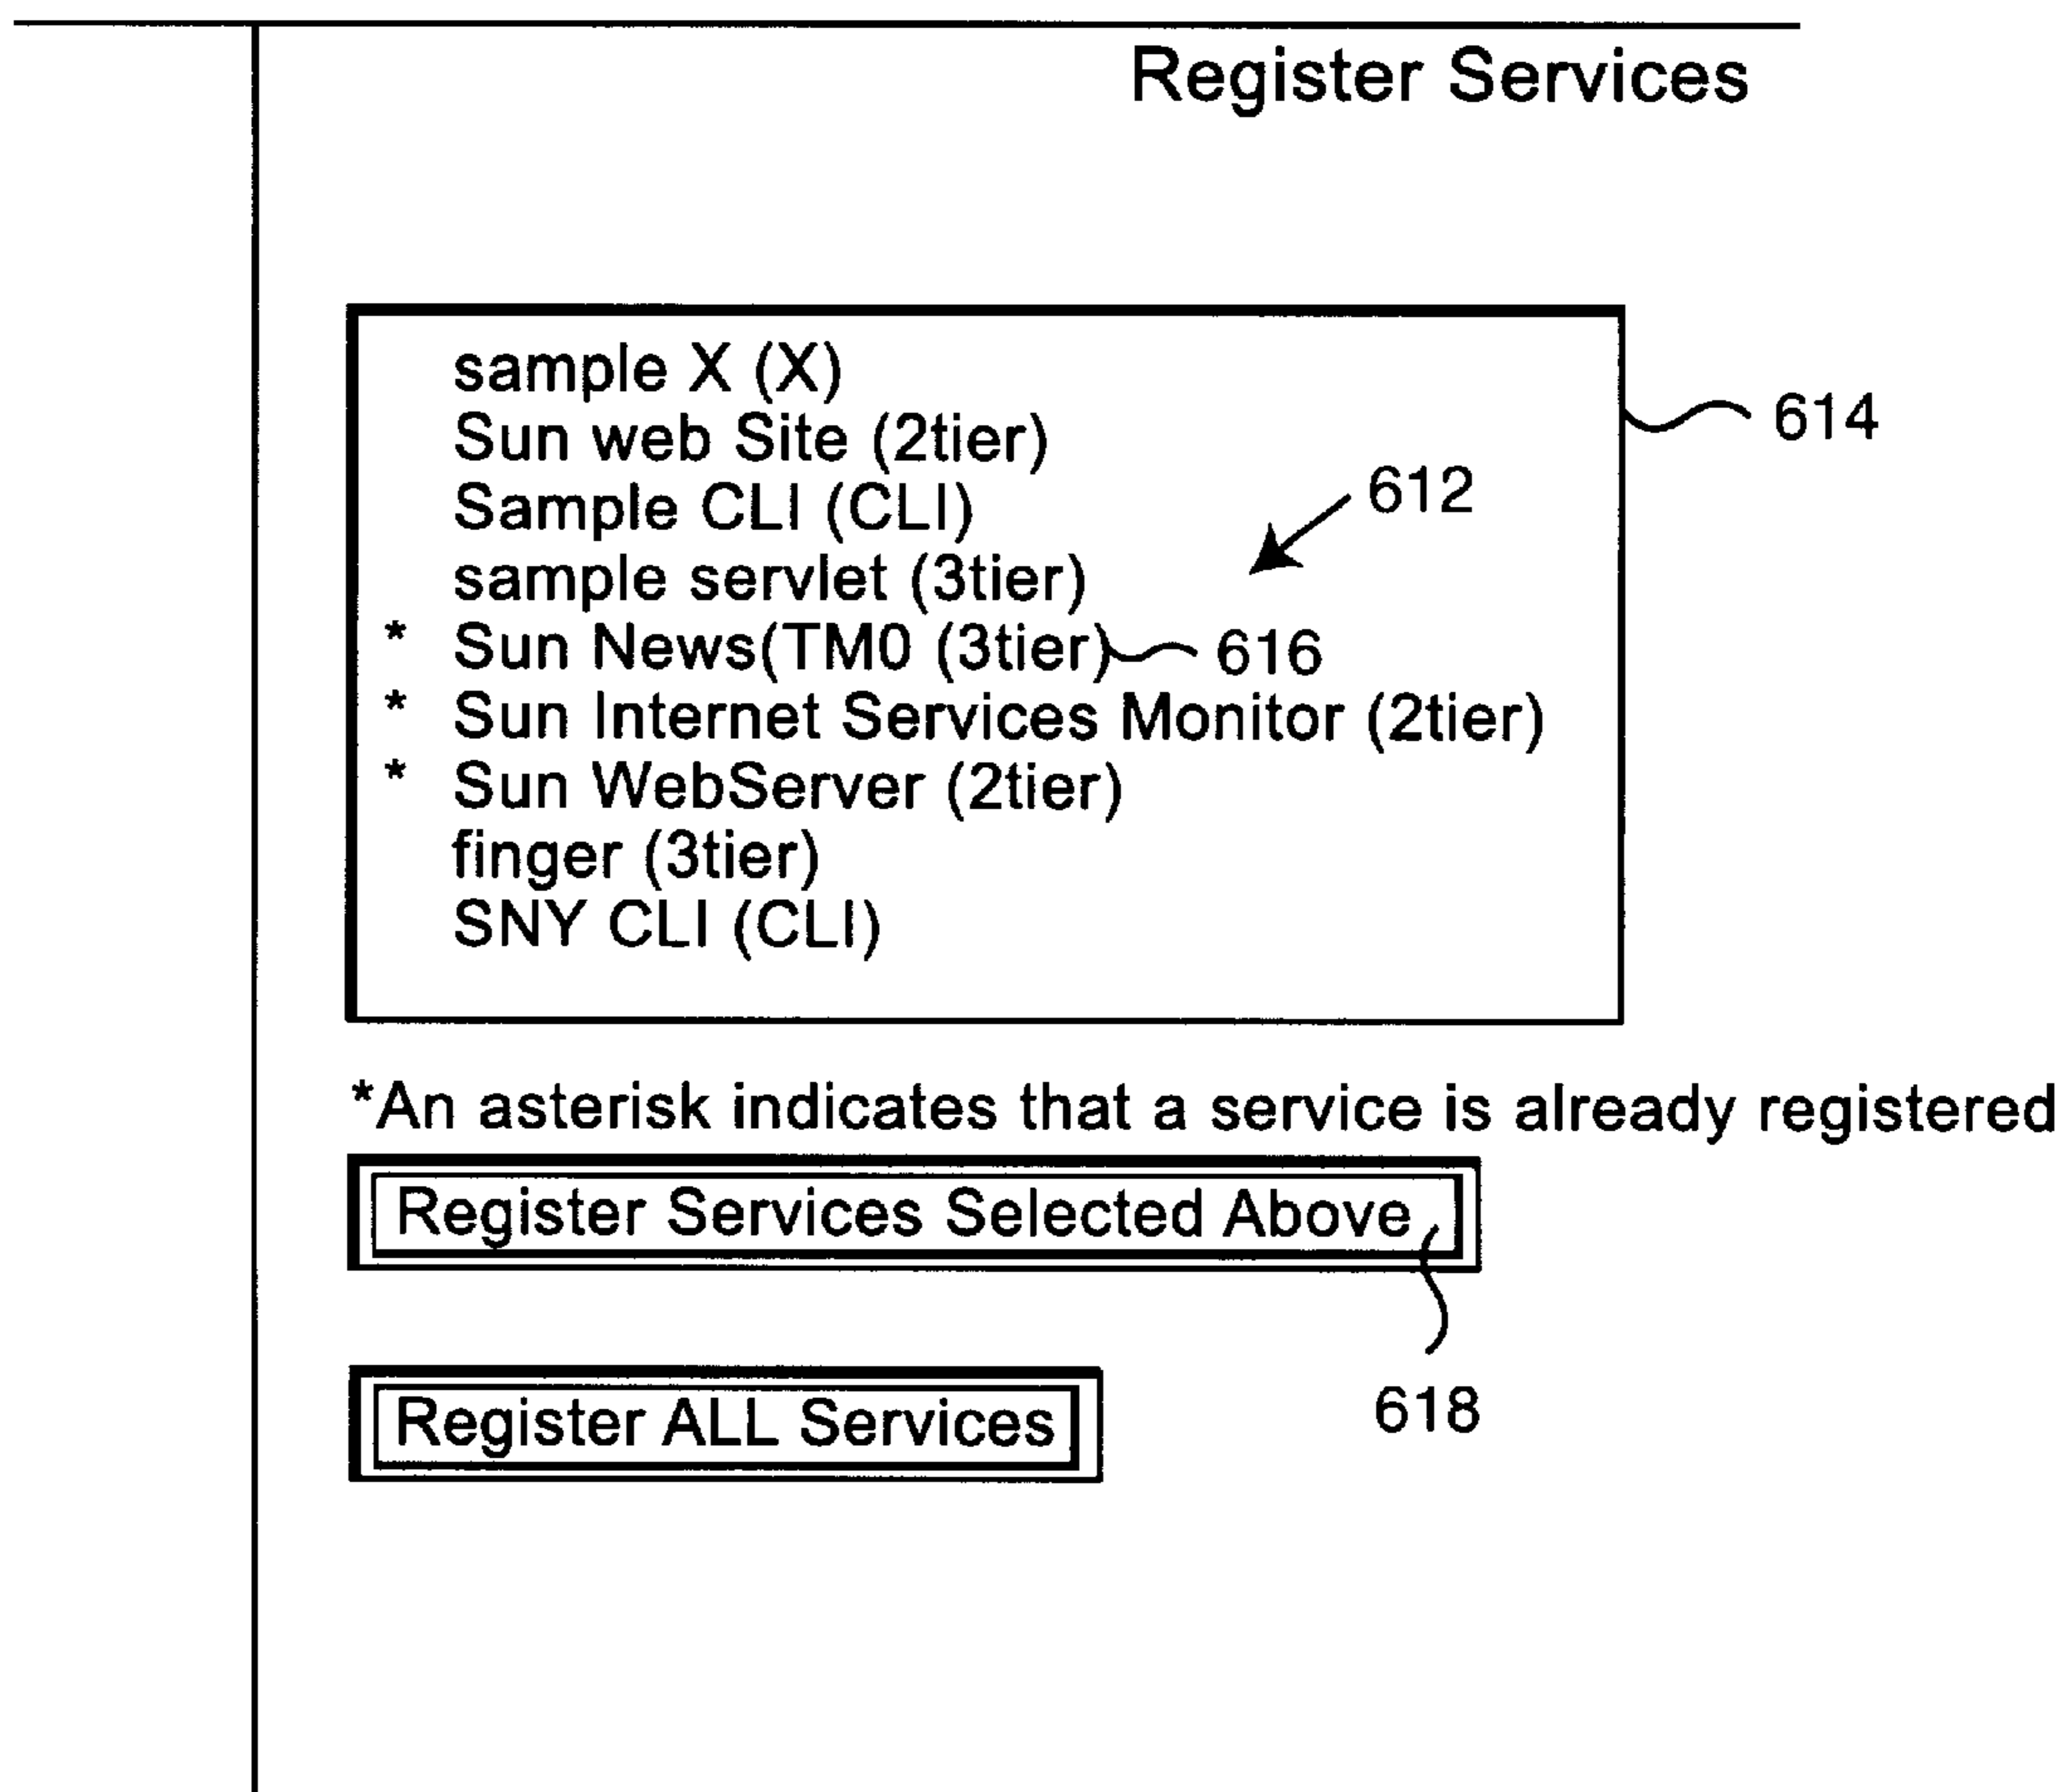 Register Services
sample X (X)
Sun web Site (2tier)
614
Sample CLI (CLI)
612
sample servlet (3tier)
* Sun News(TM0 (3tier)
616
* Sun Internet Services Monitor (2tier)
* Sun WebServer (2tier)
finger (3tier)
SNY CLI (CLI)
*An asterisk indicates that a service is already registered
Register Services Selected Above
618
Register ALL Services